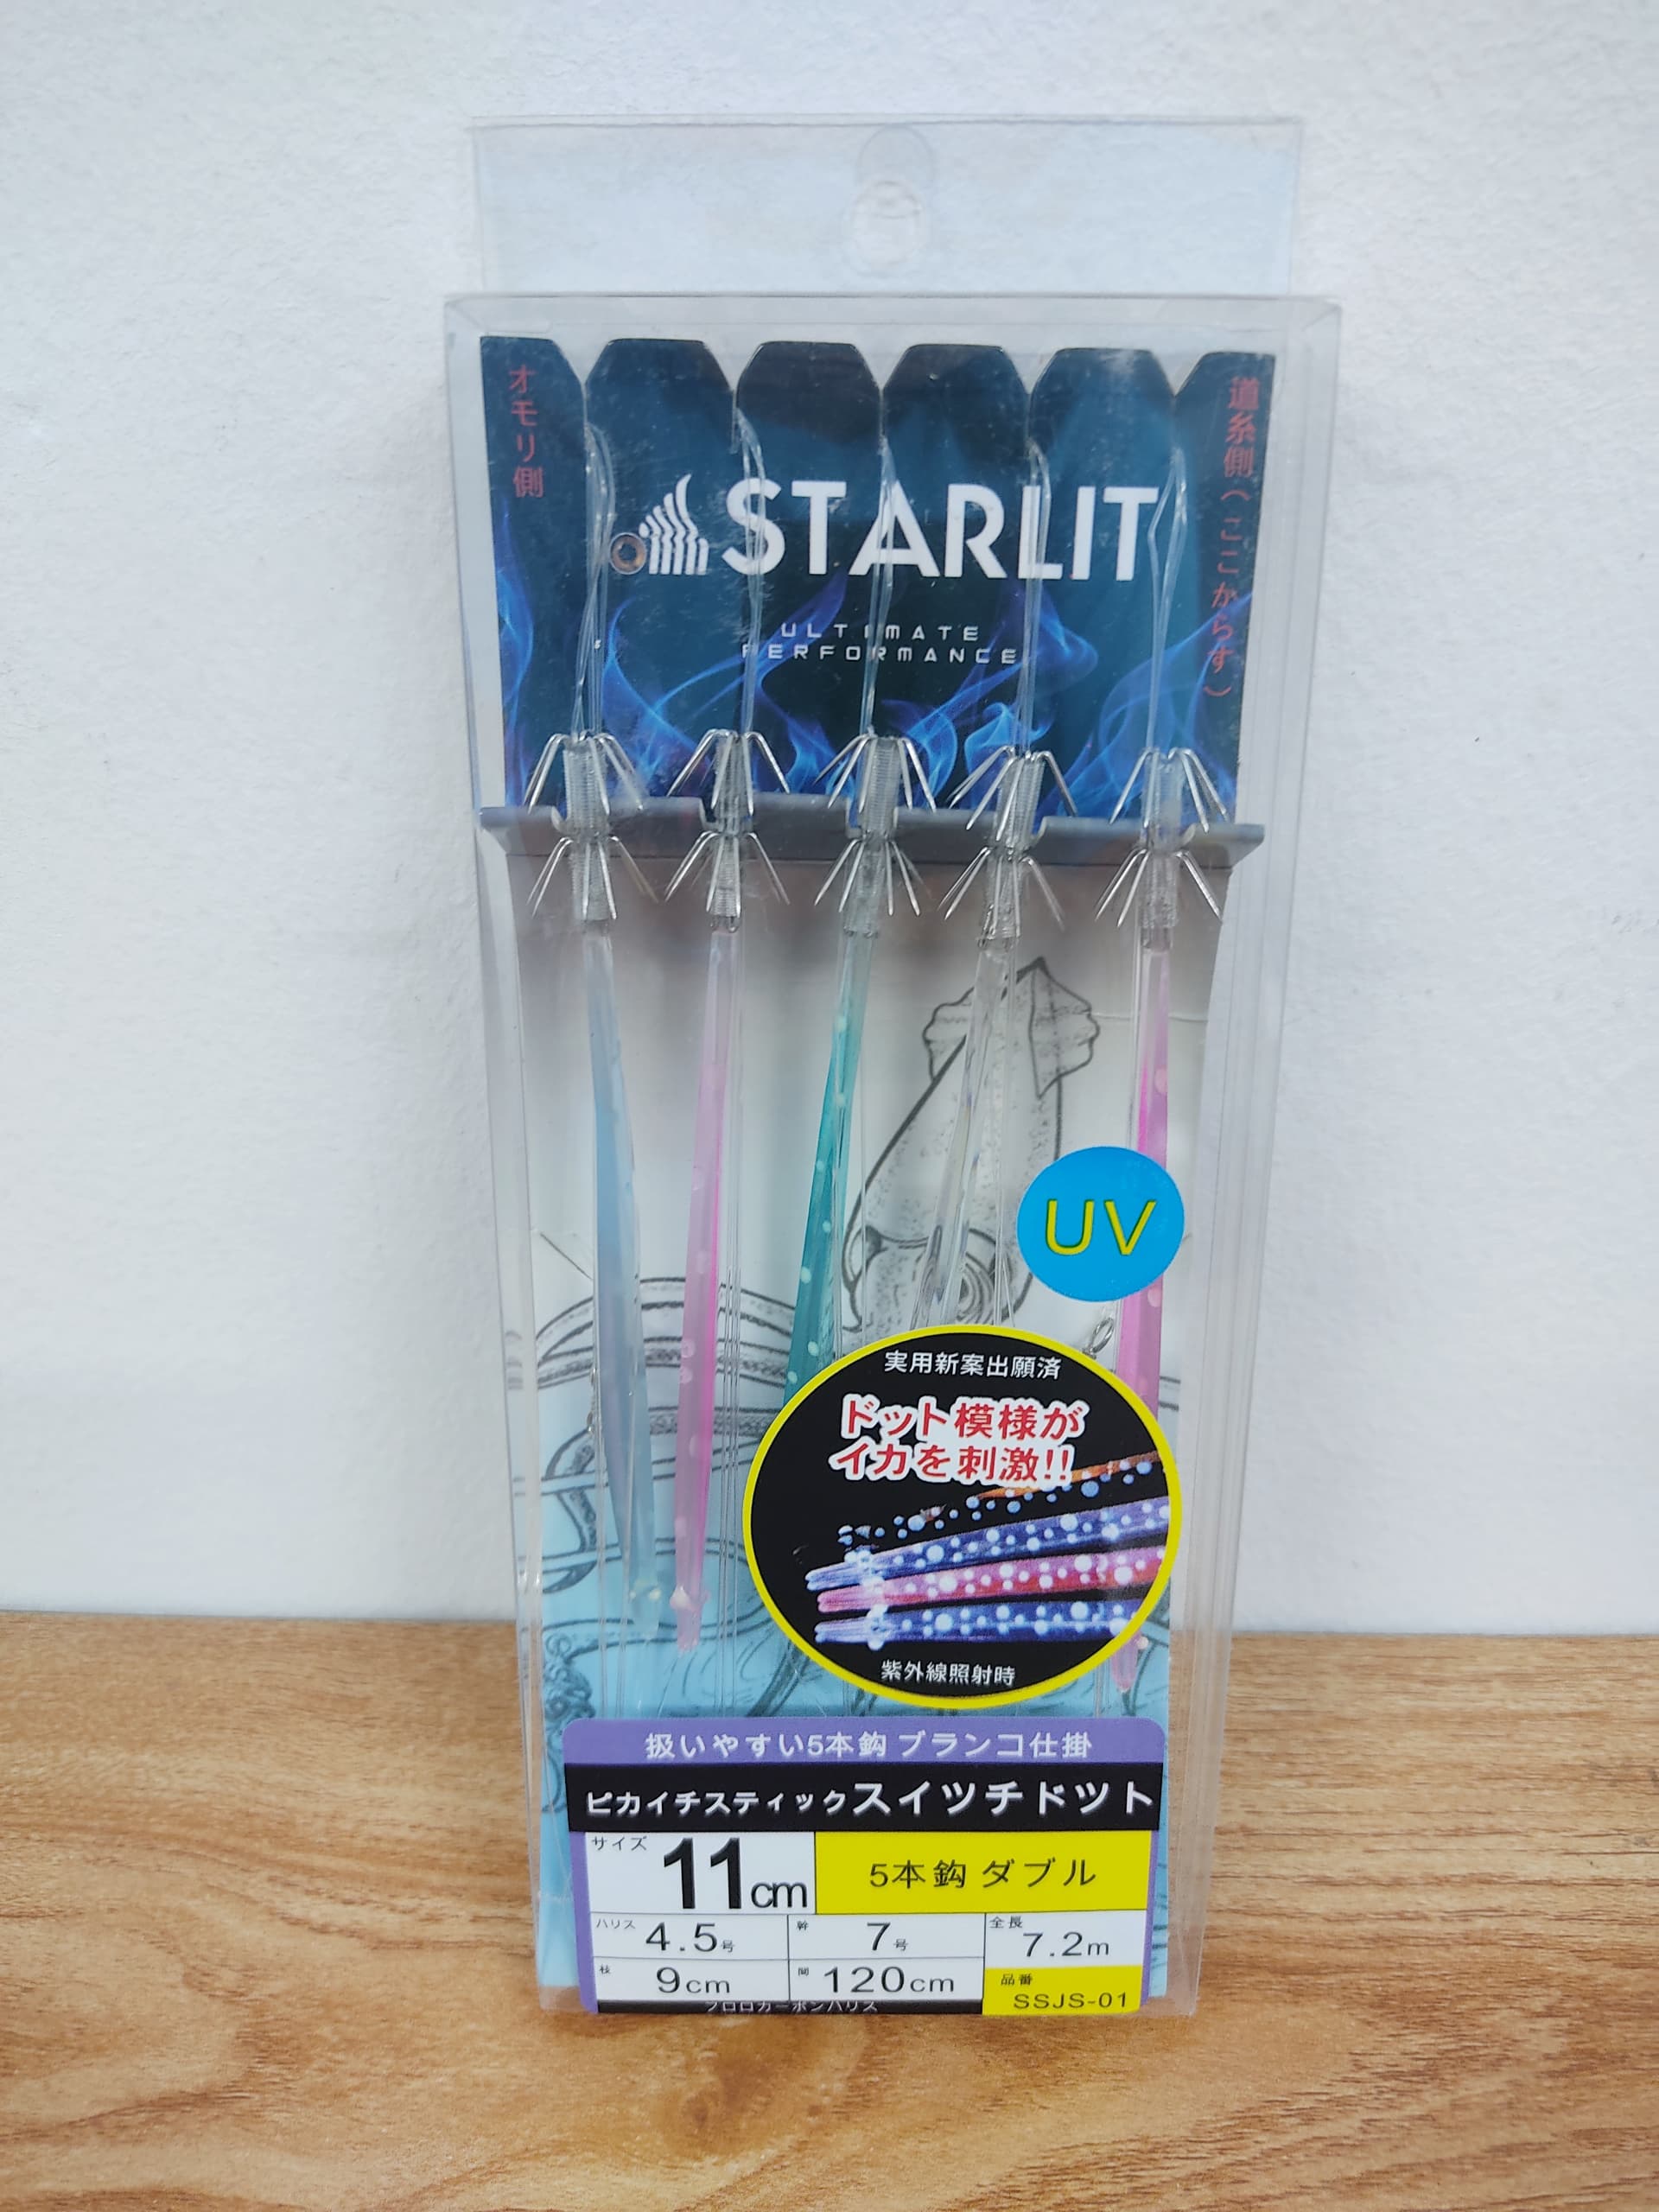 オモリ側
道糸側(ここからす)
STARLIT
ULTIMATE
PERFORMANCE
UV
実用新案出願済
ドット模様が
イカを刺激!!
紫外線照射時
扱いやすい5本鈎 ブランコ仕掛
ピカイチスティックスイツチドツト
サイズ 11cm 5本鈎 ダブル
ハリス 4.5号 幹 7号 全長 7.2m
枝 9cm 間 120cm 品番 SSJS-01
フロロカーボンハリス